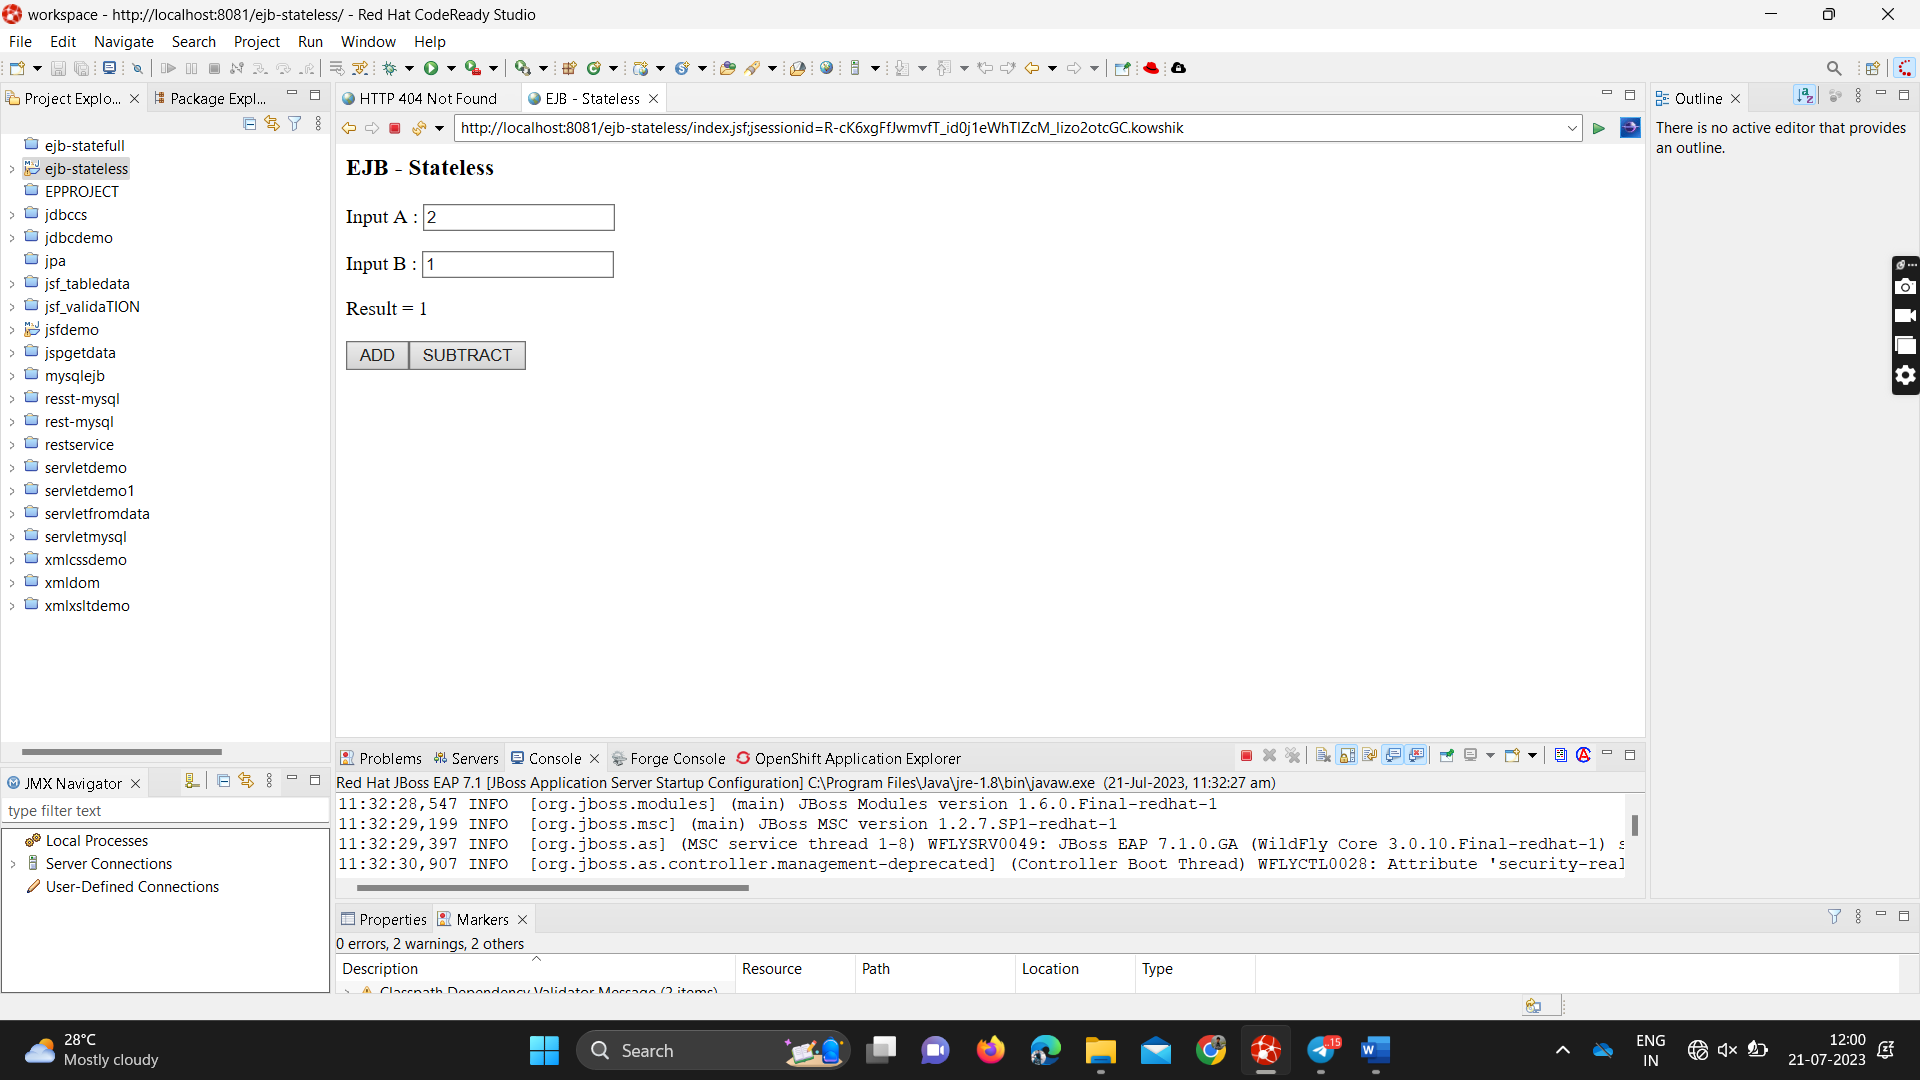 workspace - http://localhost:8081/ejb-stateless/ - Red Hat CodeReady Studio
File Edit Navigate Search Project Run Window Help
Project Explo... Package Expl...
ejb-statefull
ejb-stateless
EPPROJECT
jdbccs
jdbcdemo
jpa
jsf_tabledata
jsf_validaTION
jsfdemo
jspgetdata
mysqlejb
resst-mysql
rest-mysql
restservice
servletdemo
servletdemo1
servletfromdata
servletmysql
xmlcssdemo
xmldom
xmlxsltdemo
HTTP 404 Not Found EJB - Stateless
http://localhost:8081/ejb-stateless/index.jsf;jsessionid=R-cK6xgFfJwmvfT_id0j1eWhTlZcM_lizo2otcGC.kowshik
EJB - Stateless
Input A : 2
Input B : 1
Result = 1
ADD SUBTRACT
Outline
There is no active editor that provides
an outline.
JMX Navigator
type filter text
Local Processes
Server Connections
User-Defined Connections
Problems Servers Console Forge Console OpenShift Application Explorer
Red Hat JBoss EAP 7.1 [JBoss Application Server Startup Configuration] C:\Program Files\Java\jre-1.8\bin\javaw.exe (21-Jul-2023, 11:32:27 am)
11:32:28,547 INFO [org.jboss.modules] (main) JBoss Modules version 1.6.0.Final-redhat-1
11:32:29,199 INFO [org.jboss.msc] (main) JBoss MSC version 1.2.7.SP1-redhat-1
11:32:29,397 INFO [org.jboss.as] (MSC service thread 1-8) WFLYSRV0049: JBoss EAP 7.1.0.GA (WildFly Core 3.0.10.Final-redhat-1) s
11:32:30,907 INFO [org.jboss.as.controller.management-deprecated] (Controller Boot Thread) WFLYCTL0028: Attribute 'security-real
Properties Markers
0 errors, 2 warnings, 2 others
Description Resource Path Location Type
Classpath Dependency Validator Message (2 items)
28°C
Mostly cloudy
Search
15
ENG
IN
12:00
21-07-2023